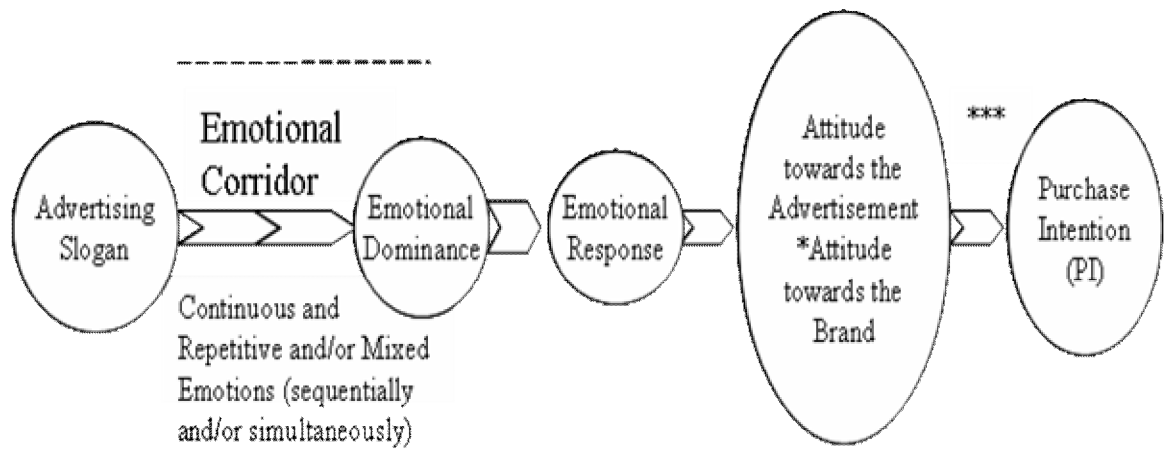 Advertising
Slogan
Emotional
Corridor
Continuous and
Repetitive and/or Mixed
Emotions (sequentially
and/or simultaneously)
Emotional
Dominance
Emotional
Response
Attitude
towards the
Advertisement
*Attitude
towards the
Brand
***
Purchase
Intention
(PI)